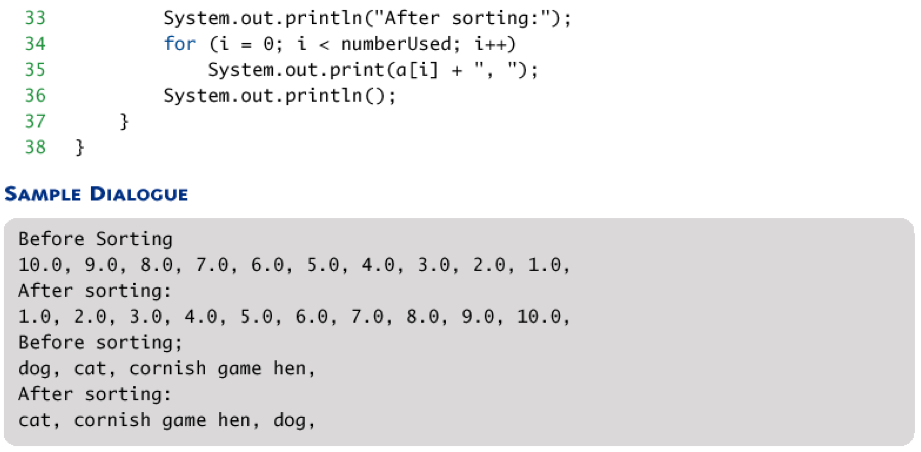 33 System.out.println("After sorting:");
34 for (i = 0; i < numberUsed; i++)
35 System.out.print(a[i] + ", ");
36 System.out.println();
37 }
38 }
SAMPLE DIALOGUE
Before Sorting
10.0, 9.0, 8.0, 7.0, 6.0, 5.0, 4.0, 3.0, 2.0, 1.0,
After sorting:
1.0, 2.0, 3.0, 4.0, 5.0, 6.0, 7.0, 8.0, 9.0, 10.0,
Before sorting;
dog, cat, cornish game hen,
After sorting:
cat, cornish game hen, dog,